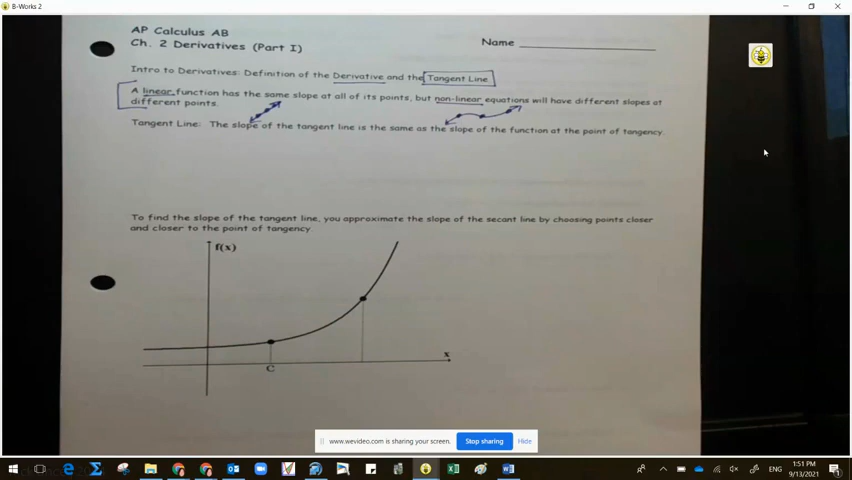 B-Works 2
AP Calculus AB
Ch. 2 Derivatives (Part I)
Name
Intro to Derivatives: Definition of the Derivative and the Tangent Line
A linear function has the same slope at all of its points, but non-linear equations will have different slopes at
different points.
Tangent Line: The slope of the tangent line is the same as the slope of the function at the point of tangency.
To find the slope of the tangent line, you approximate the slope of the secant line by choosing points closer
and closer to the point of tangency.
f(x)
x
C
www.wevideo.com is sharing your screen.
Stop sharing
Hide
ENG
1:51 PM
9/13/2021